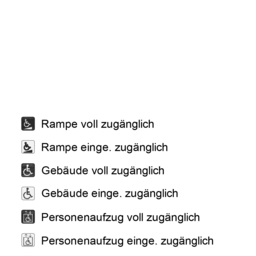 Rampe voll zugänglich
Rampe einge. zugänglich
Gebäude voll zugänglich
Gebäude einge. zugänglich
Personenaufzug voll zugänglich
Personenaufzug einge. zugänglich